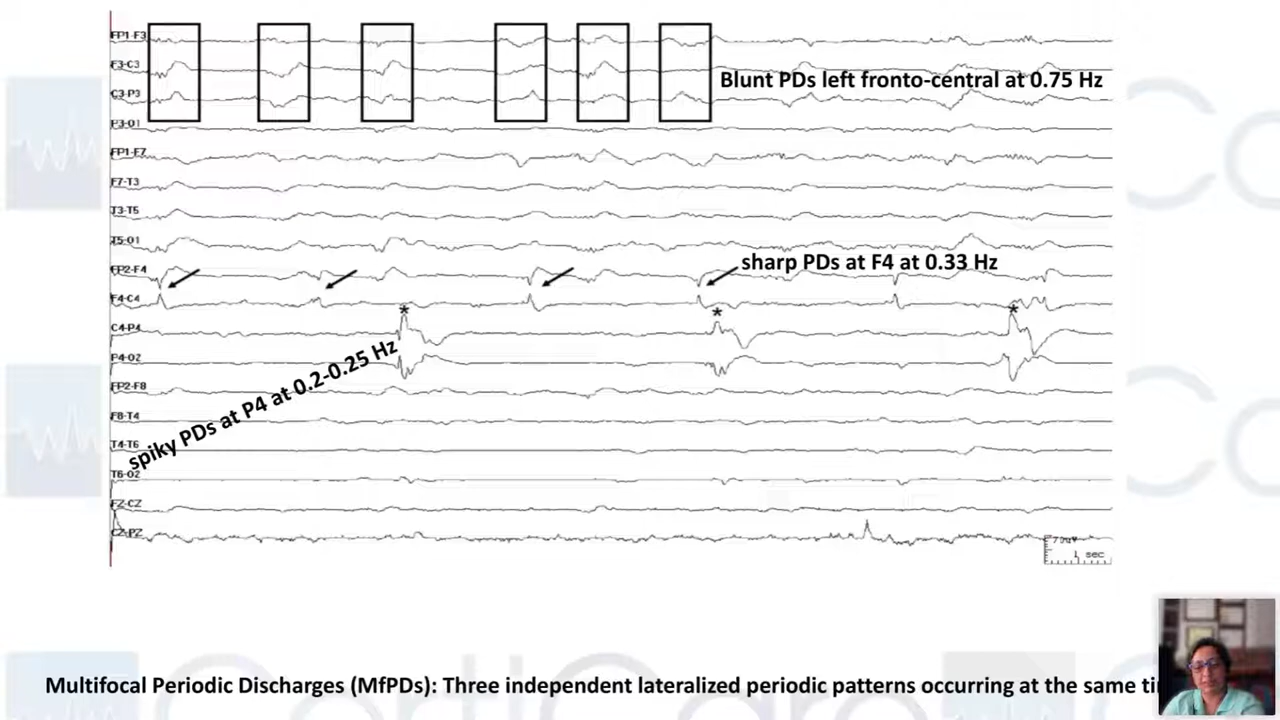 FP1-F3
F3-C3
C3-P3
Blunt PDs left fronto-central at 0.75 Hz
P3-O1
FP1-F7
F7-T3
T3-T5
T5-O1
FP2-F4
sharp PDs at F4 at 0.33 Hz
F4-C4
*
*
*
C4-P4
spiky PDs at P4 at 0.2-0.25 Hz
P4-O2
FP2-F8
F8-T4
T4-T6
T6-O2
FZ-CZ
CZ-PZ
70uV
1 sec
Multifocal Periodic Discharges (MfPDs): Three independent lateralized periodic patterns occurring at the same